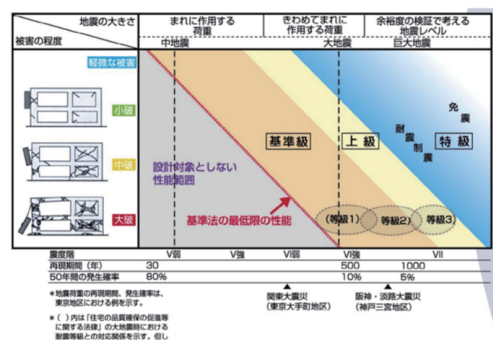 地震の大きさ
被害の程度
まれに作用する
荷重
中地震
きわめてまれに
作用する荷重
大地震
余裕度の検証で考える
地震レベル
巨大地震
軽微な被害
小破
中破
大破
設計対象としない
性能範囲
基準級
上級
特級
免震
耐震
制震
基準法の最低限の性能
(等級1)
(等級2)
(等級3)
震度階 V弱 V強 VI弱 VI強 VII
再現期間(年) 30 500 1000
50年間の発生確率 80% 10% 5%
関東大震災
(東京大手町地区)
阪神・淡路大震災
(神戸三宮地区)
*地震荷重の再現期間、発生確率は、
東京地区における例を示す。
*( )内は「住宅の品質確保の促進等
に関する法律」の大地震時における
耐震等級との対応関係を示す。但し